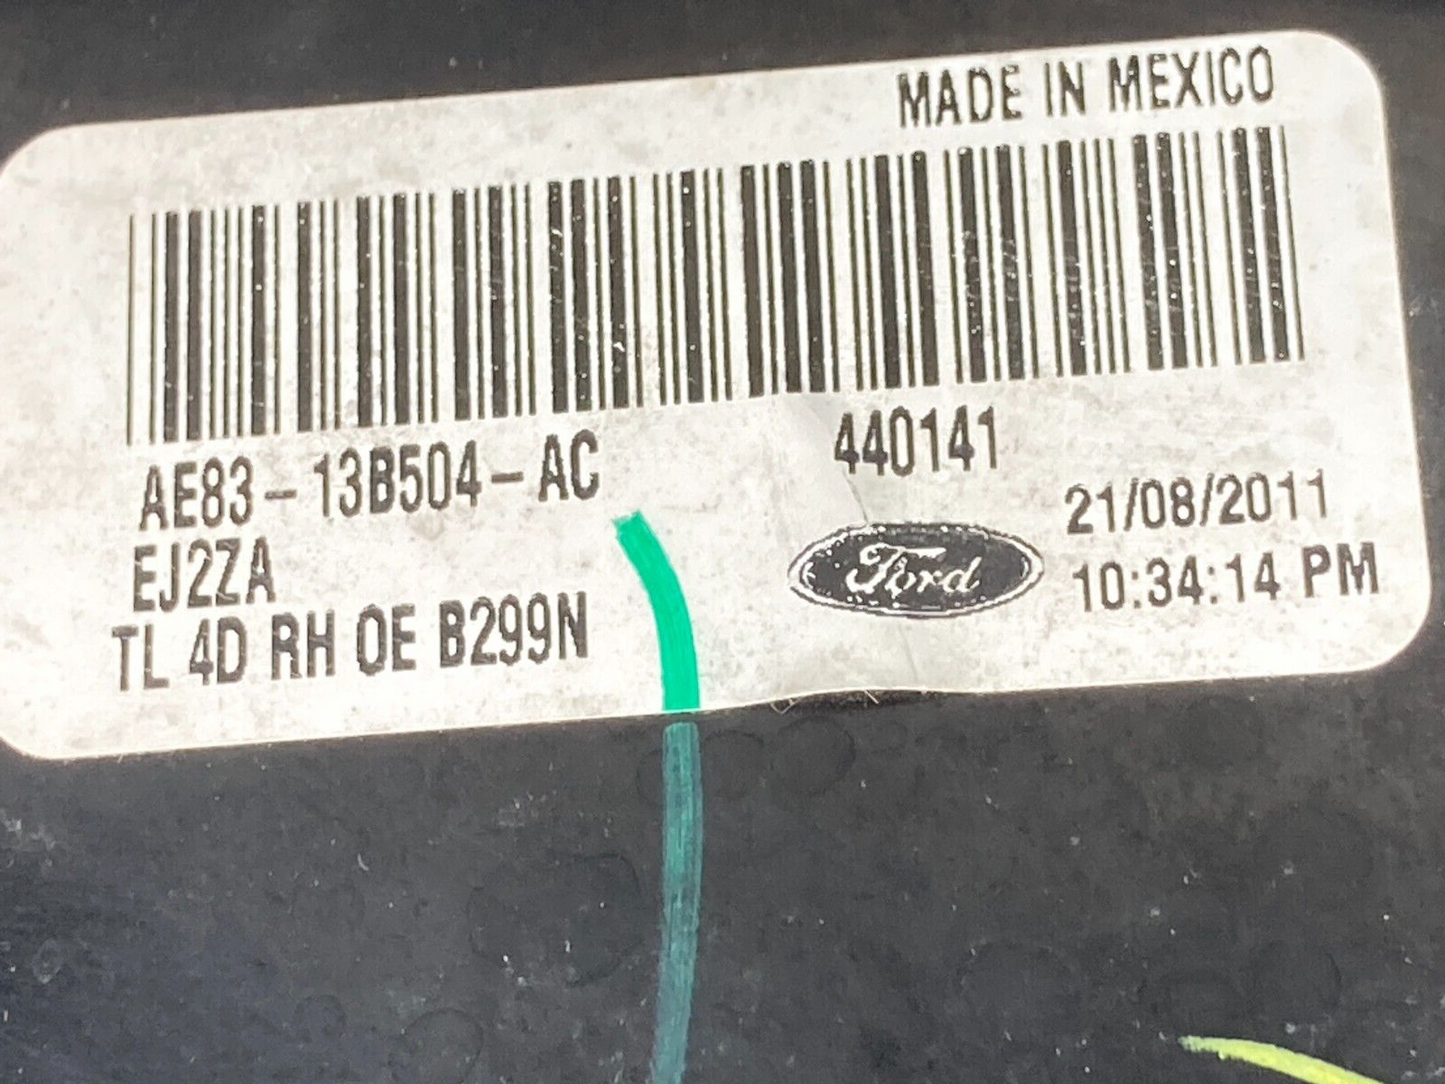 MADE IN MEXICO
AE83-13B504-AC
440141
EJ2ZA
21/08/2011
Ford
10:34:14 PM
TL 4D RH OE B299N